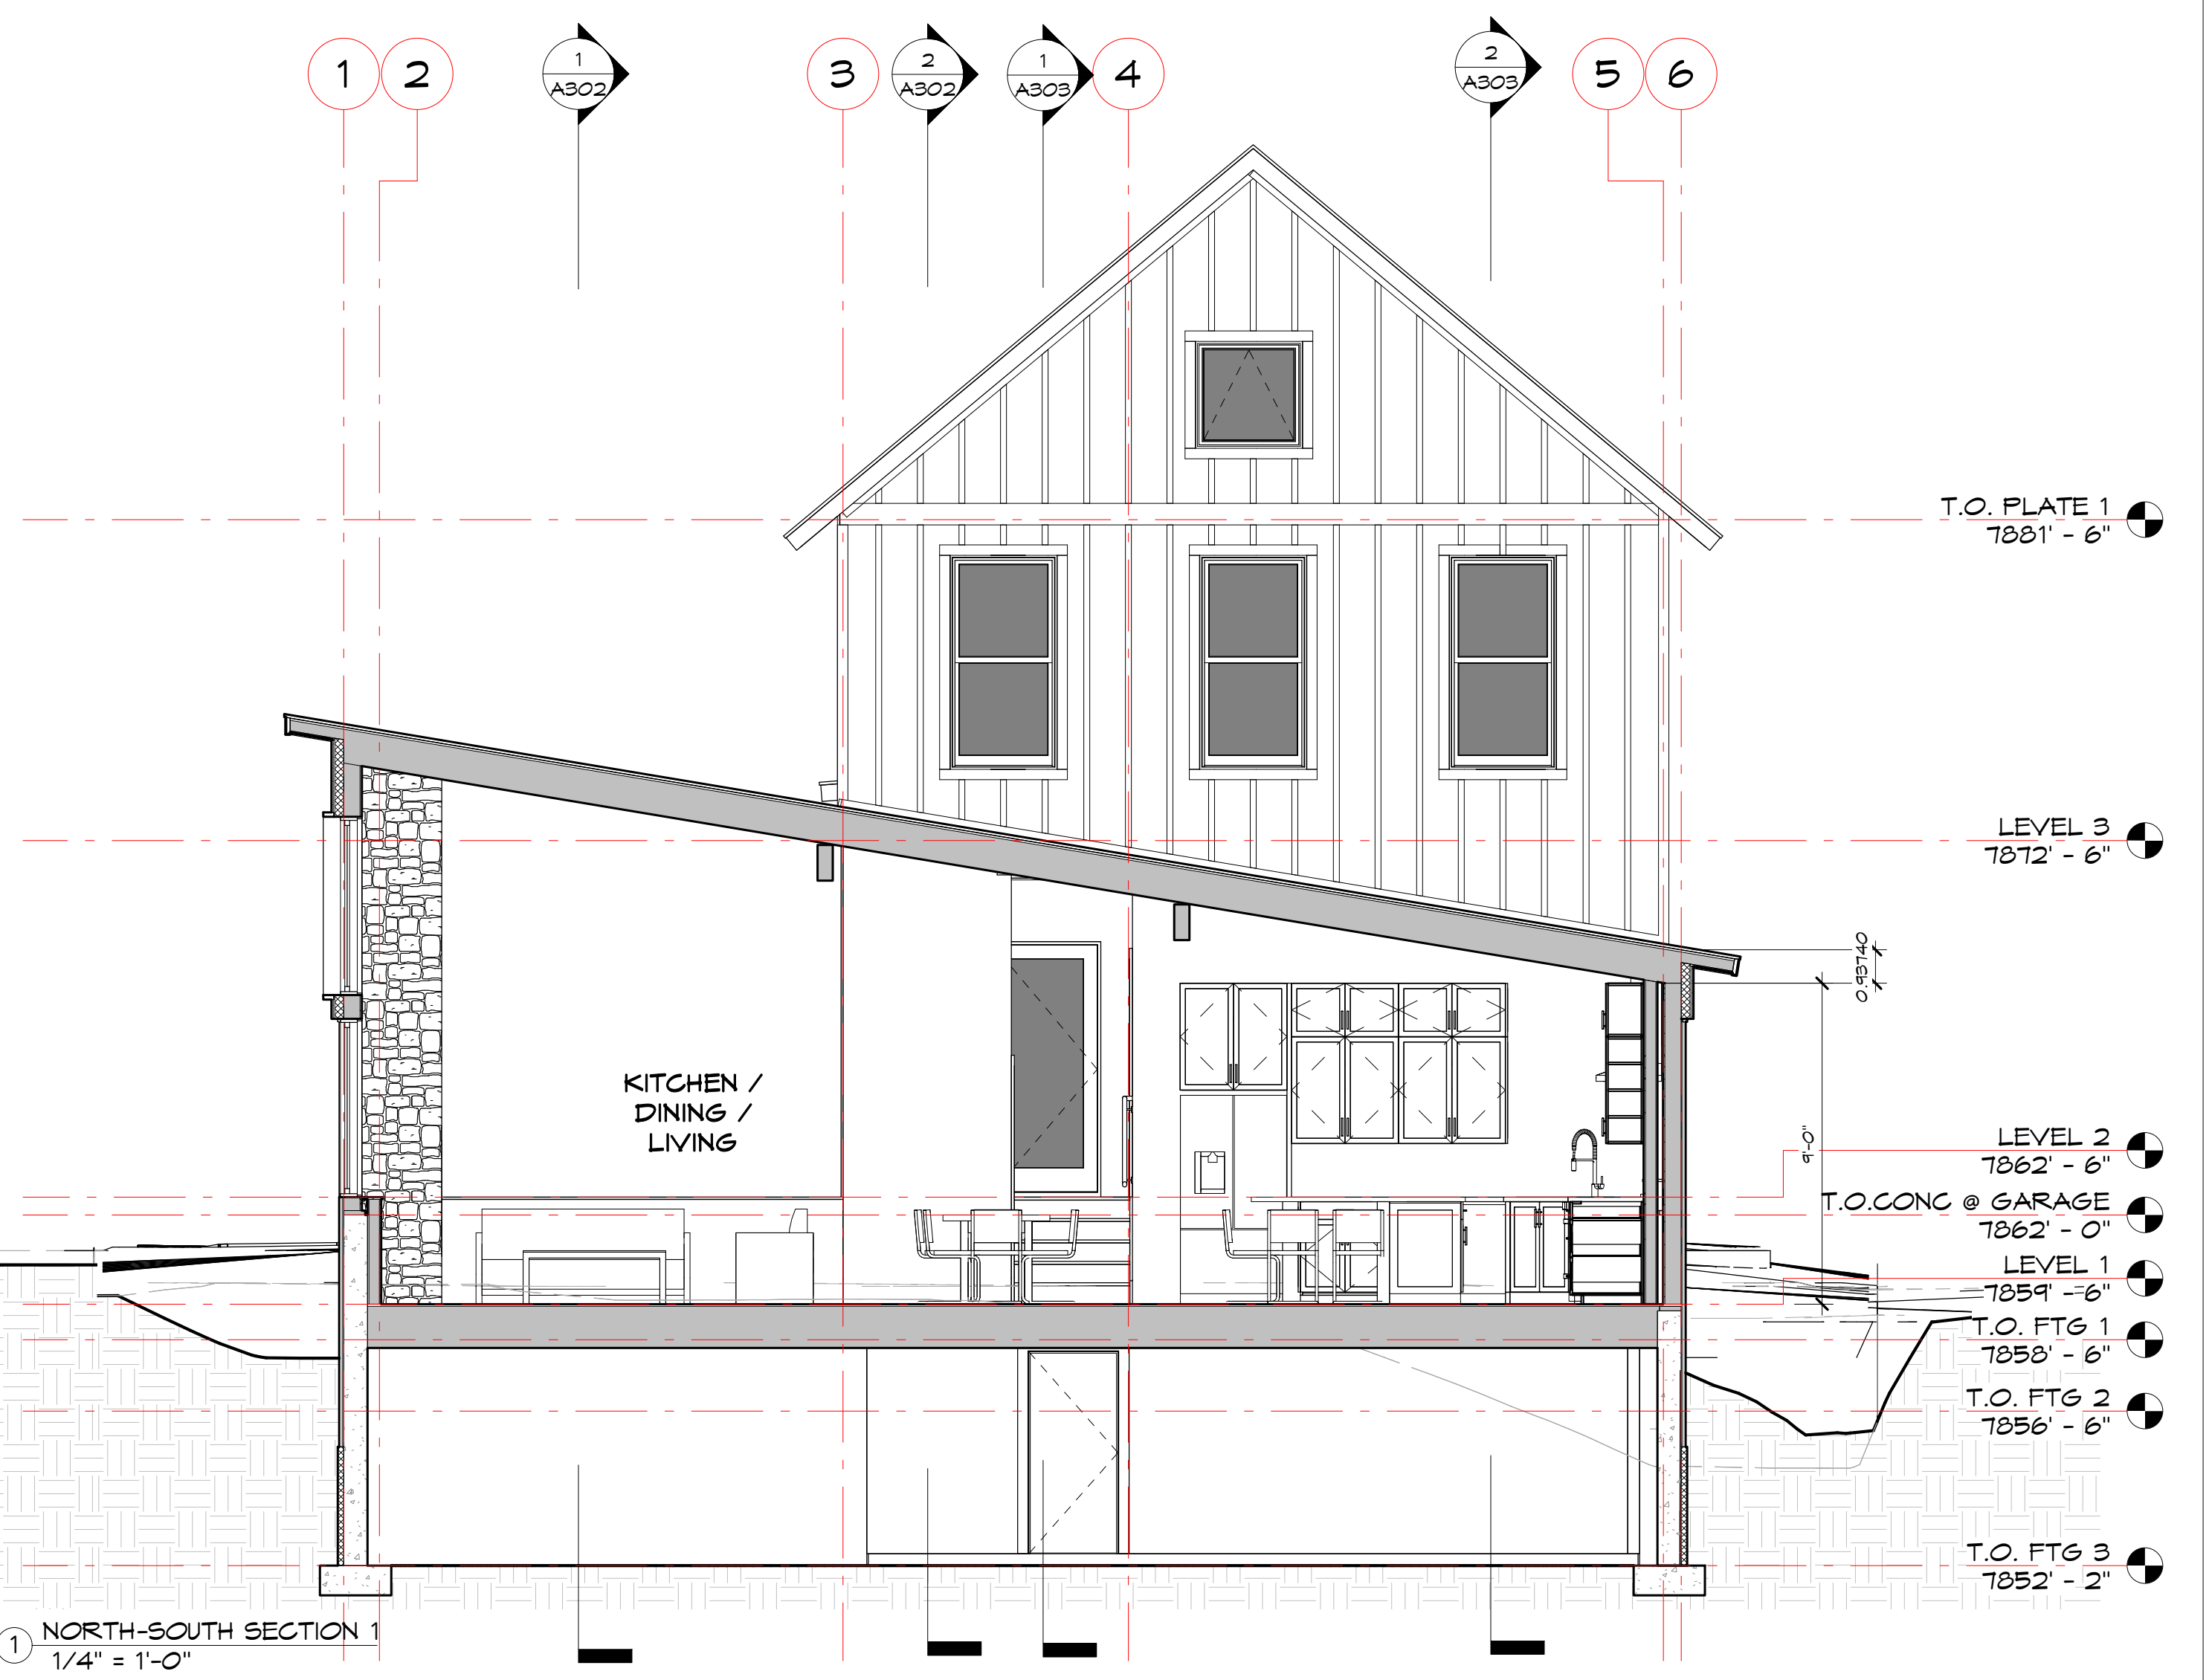 1
2
1
A302
3
2
A302
1
A303
4
2
A303
5
6
T.O. PLATE 1
7881' - 6"
LEVEL 3
7872' - 6"
0.93740
KITCHEN /
DINING /
LIVING
9'-0"
LEVEL 2
7862' - 6"
T.O.CONC @ GARAGE
7862' - 0"
LEVEL 1
7859' - 6"
T.O. FTG 1
7858' - 6"
T.O. FTG 2
7856' - 6"
T.O. FTG 3
7852' - 2"
1
NORTH-SOUTH SECTION 1
1/4" = 1'-0"